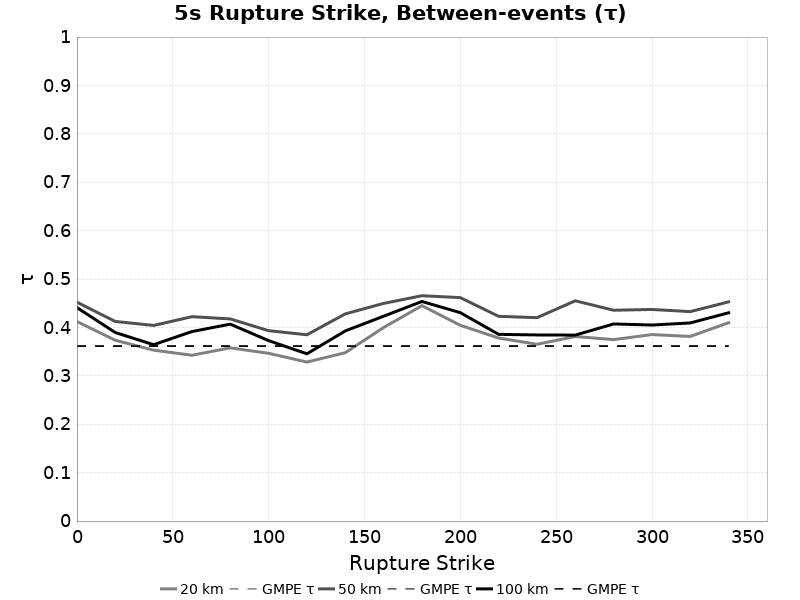 5s Rupture Strike, Between-events (τ)
1
0.9
0.8
0.7
0.6
0.5
τ
0.4
0.3
0.2
0.1
0
0 50 100 150 200 250 300 350
Rupture Strike
20 km GMPE τ 50 km GMPE τ 100 km GMPE τ